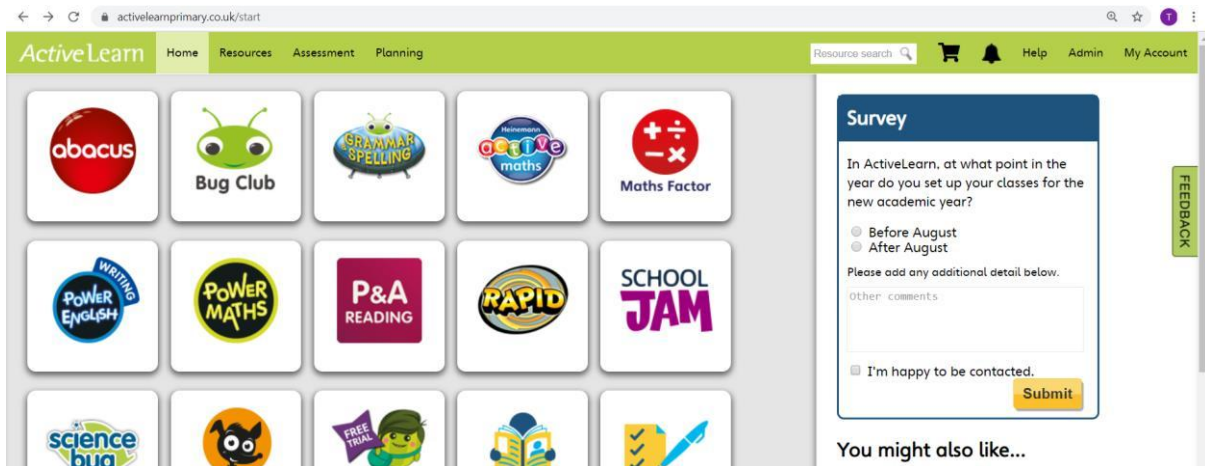 activelearnprimary.co.uk/start
T
ActiveLearn Home Resources Assessment Planning Resource search Help Admin My Account
abacus
Bug Club
GRAMMAR
SPELLING
Heinemann
active
maths
Maths Factor
WRITING
POWER
ENGLISH
POWER
MATHS
P&A
READING
RAPID
SCHOOL
JAM
science
bug
FREE
TRIAL
Survey
In ActiveLearn, at what point in the
year do you set up your classes for the
new academic year?
Before August
After August
Please add any additional detail below.
Other comments
I'm happy to be contacted.
Submit
You might also like...
FEEDBACK